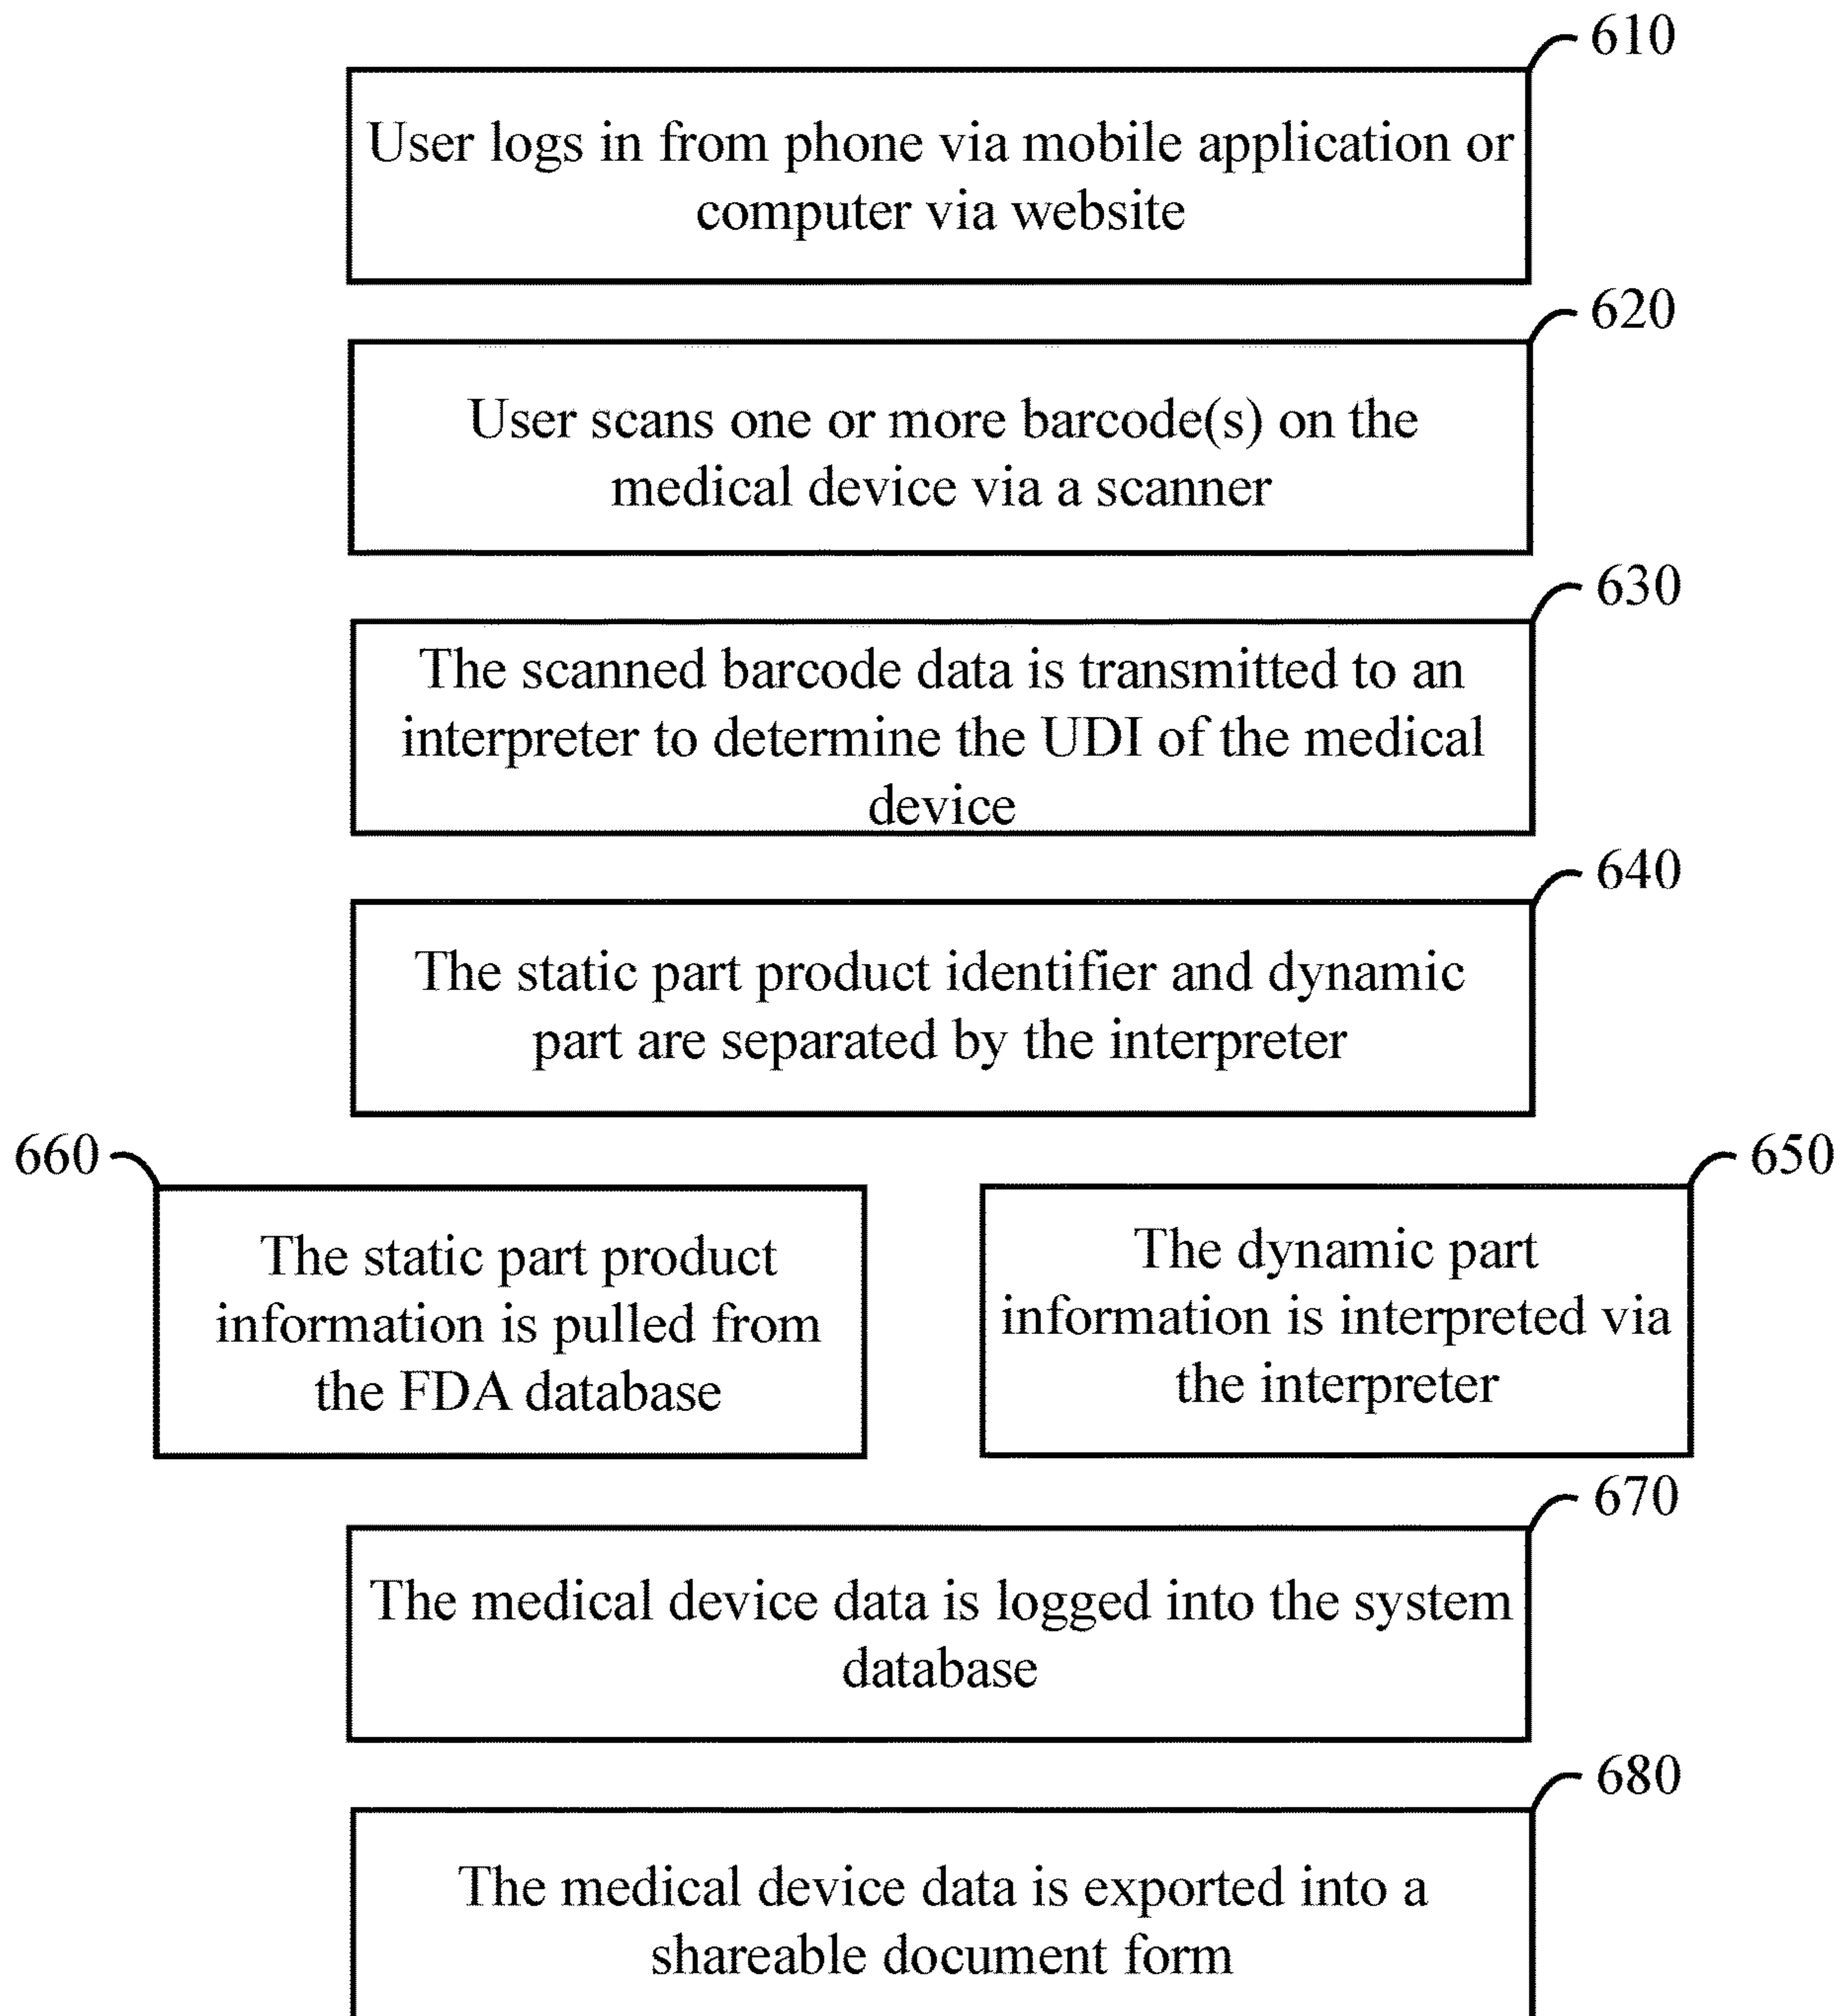 610
User logs in from phone via mobile application or
computer via website
620
User scans one or more barcode(s) on the
medical device via a scanner
630
The scanned barcode data is transmitted to an
interpreter to determine the UDI of the medical
device
640
The static part product identifier and dynamic
part are separated by the interpreter
660
The static part product
information is pulled from
the FDA database
650
The dynamic part
information is interpreted via
the interpreter
670
The medical device data is logged into the system
database
680
The medical device data is exported into a
shareable document form